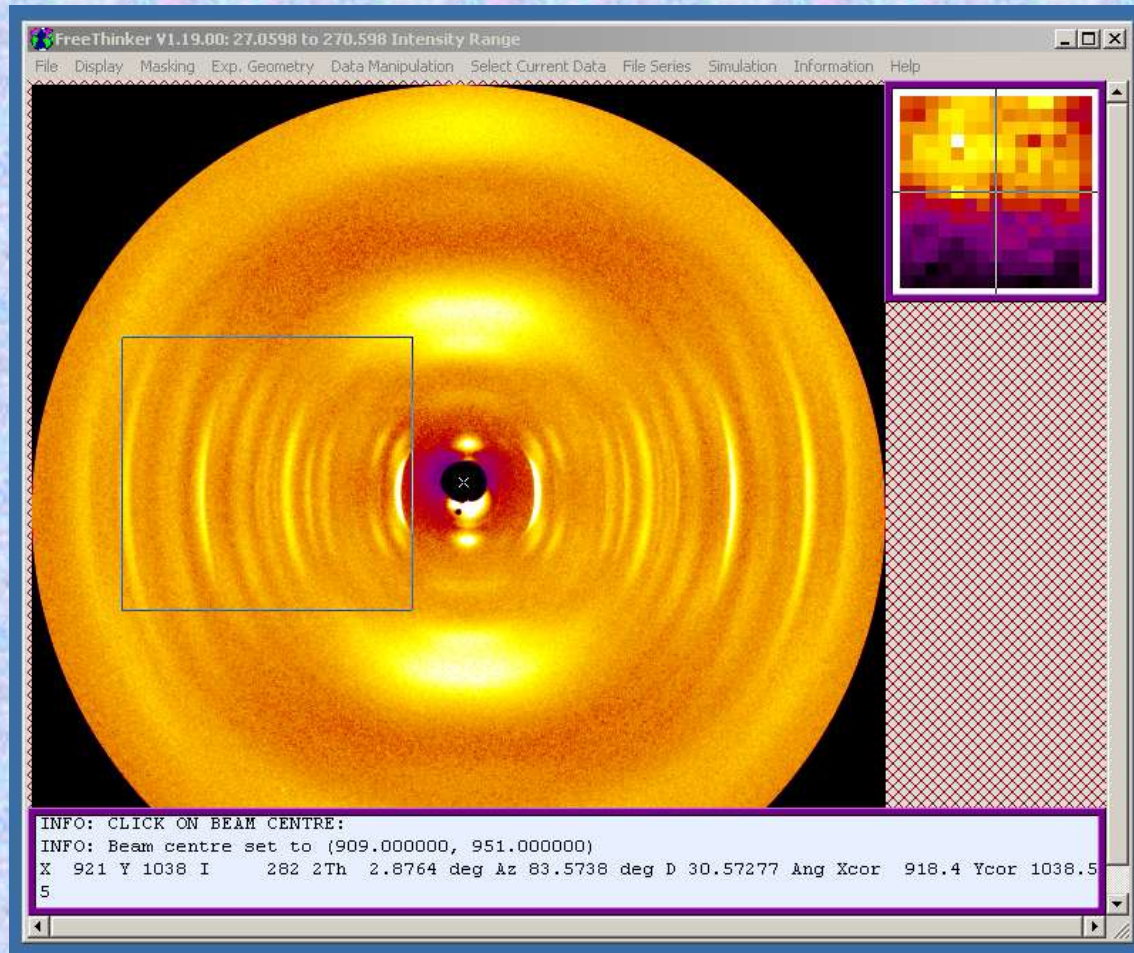 FreeThinker V1.19.00: 27.0598 to 270.598 Intensity Range
File Display Masking Exp. Geometry Data Manipulation Select Current Data File Series Simulation Information Help
INFO: CLICK ON BEAM CENTRE:
INFO: Beam centre set to (909.000000, 951.000000)
X 921 Y 1038 I 282 2Th 2.8764 deg Az 83.5738 deg D 30.57277 Ang Xcor 918.4 Ycor 1038.5
5